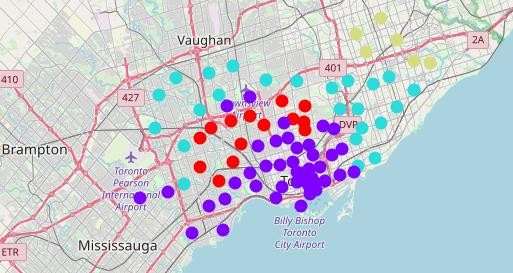 2A
Vaughan
401
410
427
DVP
Brampton
Toronto
Pearson
International
Airport
Billy Bishop
Toronto
City Airport
Mississauga
ETR